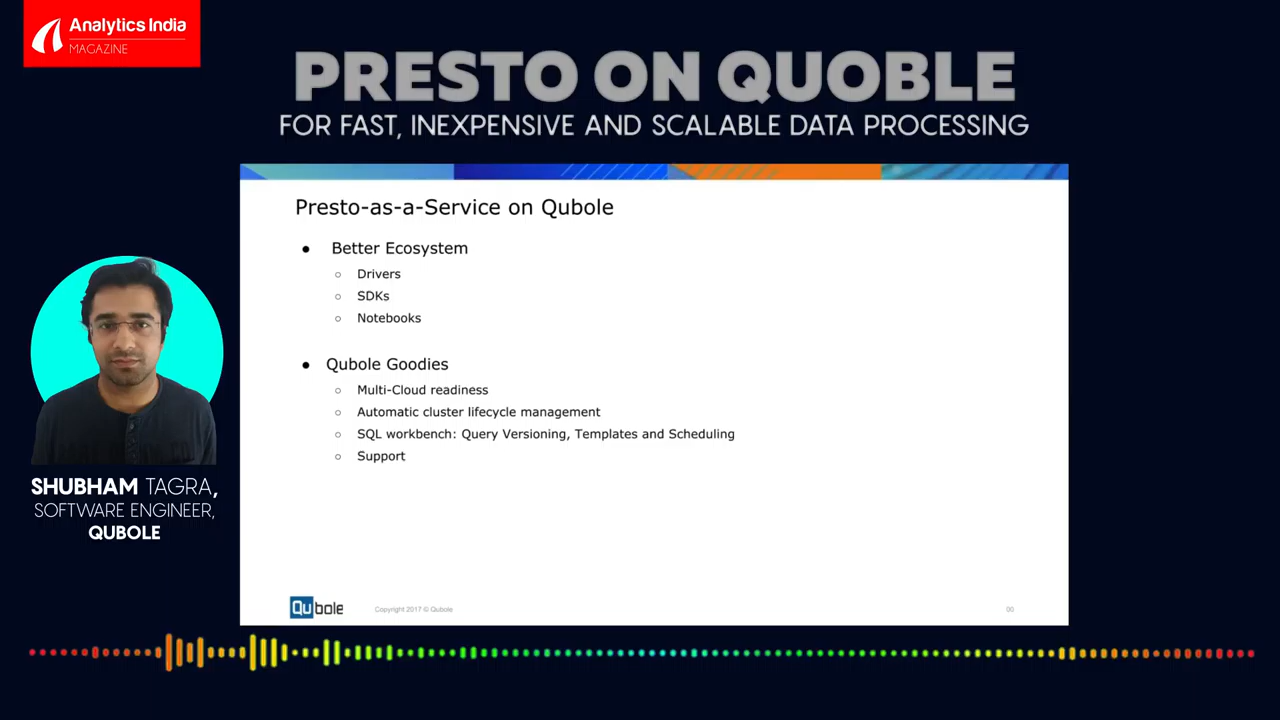 Analytics India
MAGAZINE
PRESTO ON QUOBLE
FOR FAST, INEXPENSIVE AND SCALABLE DATA PROCESSING
Presto-as-a-Service on Qubole
● Better Ecosystem
○ Drivers
○ SDKs
○ Notebooks
● Qubole Goodies
○ Multi-Cloud readiness
○ Automatic cluster lifecycle management
○ SQL workbench: Query Versioning, Templates and Scheduling
○ Support
SHUBHAM TAGRA,
SOFTWARE ENGINEER,
QUBOLE
Qubole
Copyright 2017 © Qubole
00